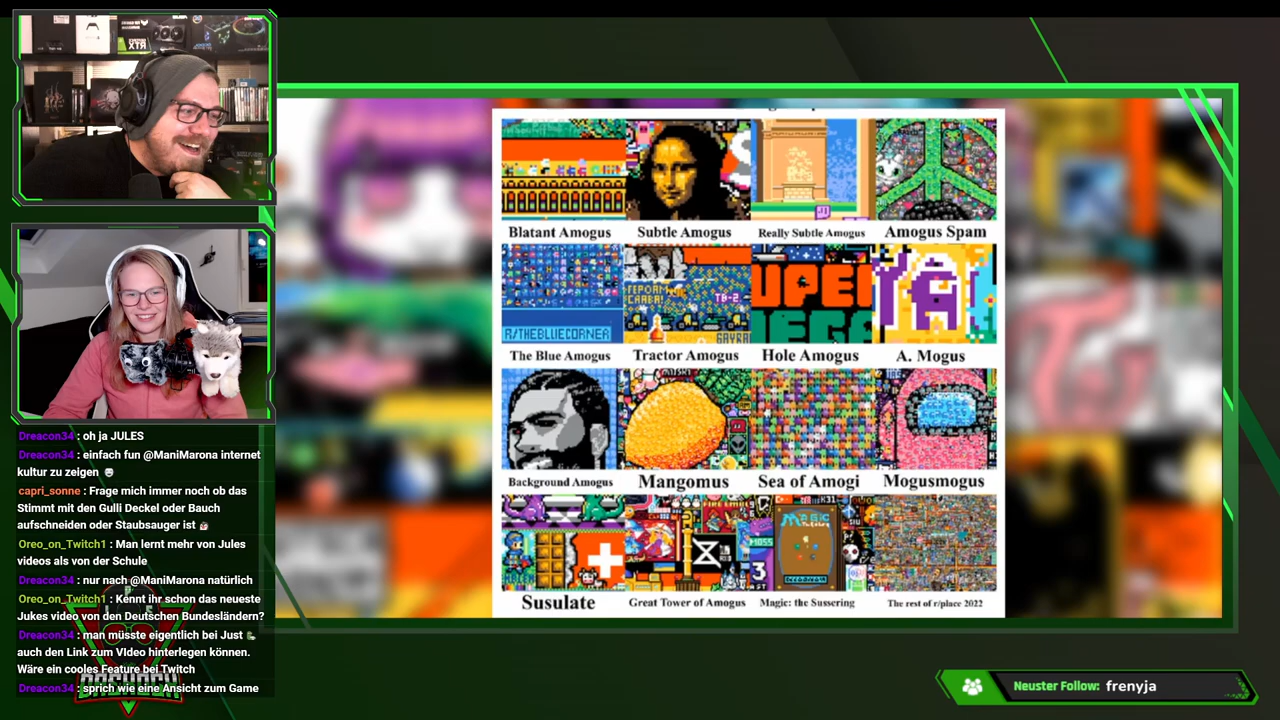 Blatant Amogus
Subtle Amogus
Really Subtle Amogus
Amogus Spam
R/THEBLUECORNER
TB-2
UPE
The Blue Amogus
Tractor Amogus
Hole Amogus
A. Mogus
Background Amogus
Mangomus
Sea of Amogi
Mogusmogus
MAGIC
Susulate
Great Tower of Amogus
Magic: the Sussering
The rest of r/place 2022
Dreacon34 : oh ja JULES
Dreacon34 : einfach fun @ManiMarona internet
kultur zu zeigen
capri_sonne : Frage mich immer noch ob das
Stimmt mit den Gulli Deckel oder Bauch
aufschneiden oder Staubsauger ist
Oreo_on_Twitch1 : Man lernt mehr von Jules
videos als von der Schule
Dreacon34 : nur nach @ManiMarona natürlich
Oreo_on_Twitch1 : Kennt ihr schon das neueste
Jukes video von den Deutschen Bundesländern?
Dreacon34 : man müsste eigentlich bei Just
auch den Link zum VIdeo hinterlegen können.
Wäre ein cooles Feature bei Twitch
Dreacon34 : sprich wie eine Ansicht zum Game
Neuster Follow: frenyja